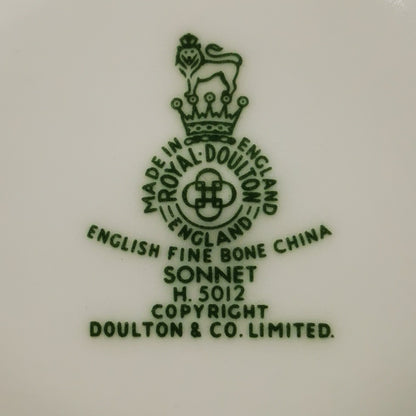 MADE IN ENGLAND
ROYAL·DOULTON
ENGLAND
ENGLISH FINE BONE CHINA
SONNET
H. 5012
COPYRIGHT
DOULTON & CO. LIMITED.